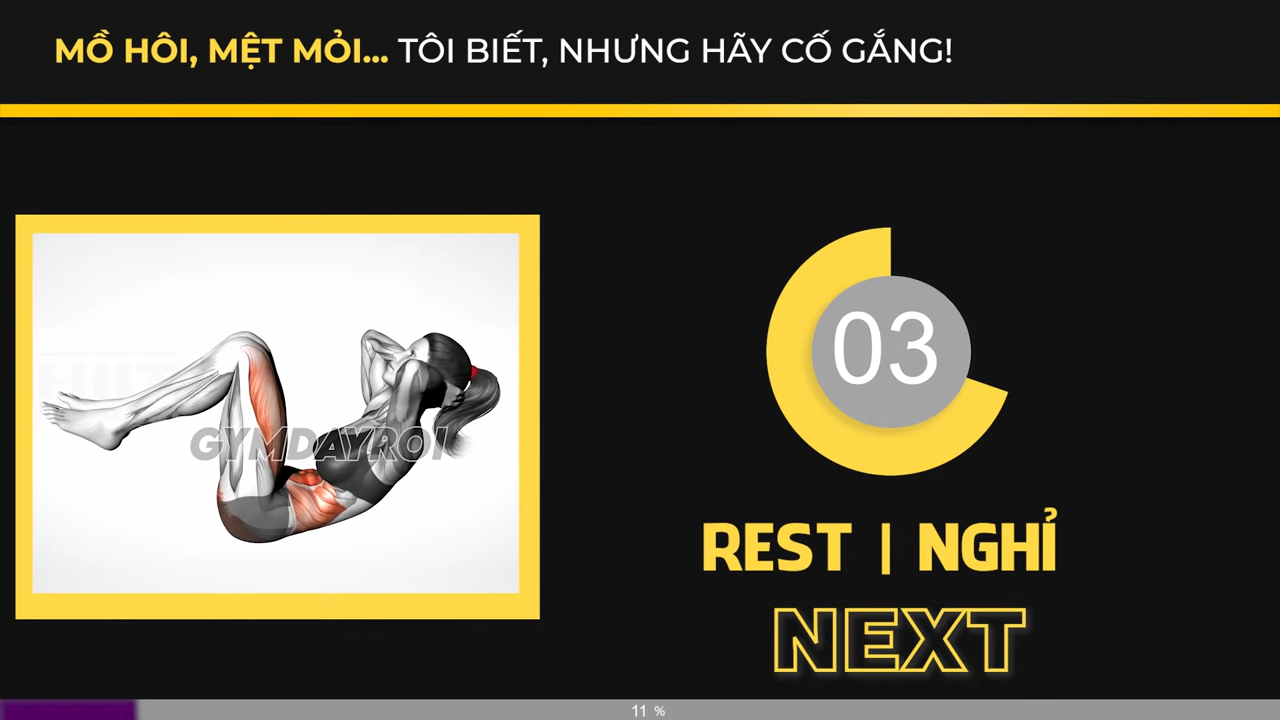 MỒ HÔI, MỆT MỎI... TÔI BIẾT, NHƯNG HÃY CỐ GẮNG!
GYMDAYROI
03
REST | NGHỈ
NEXT
11 %